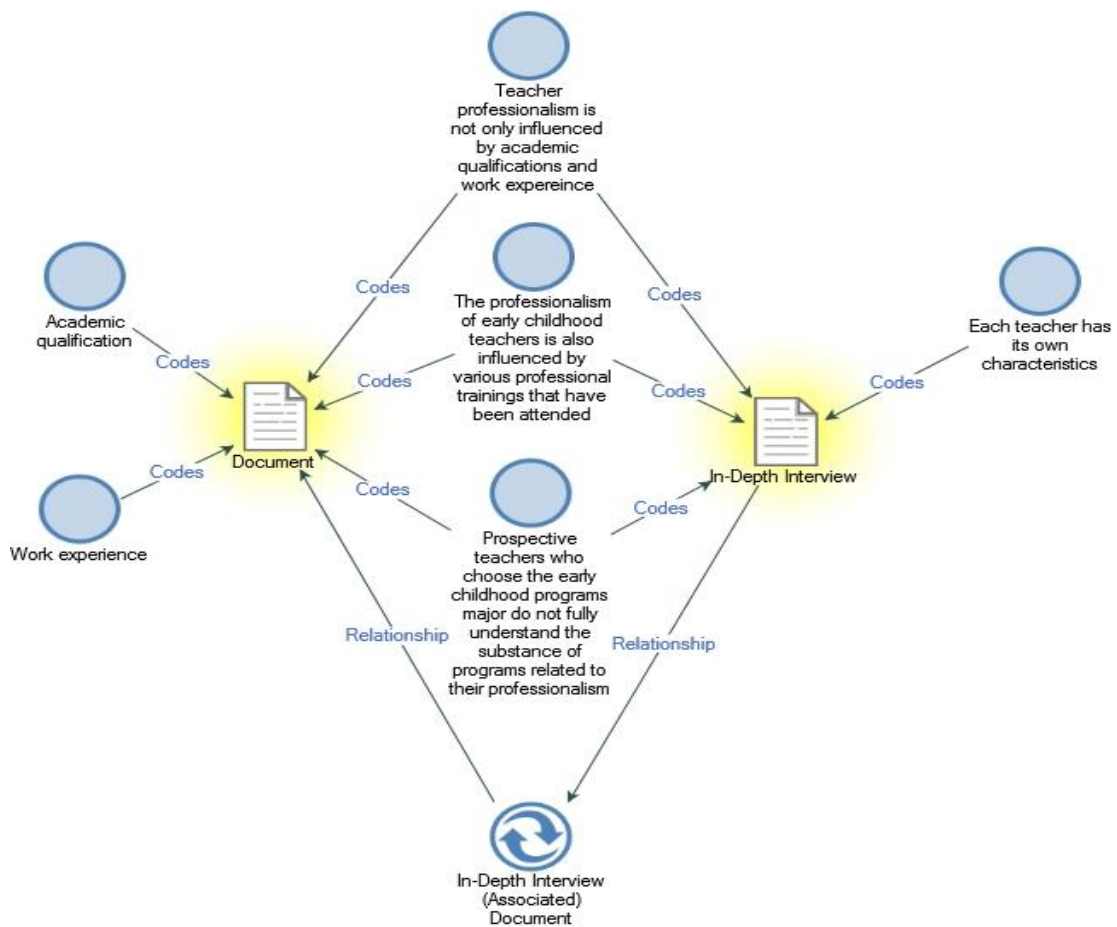 Teacher
professionalism is
not only influenced
by academic
qualifications and
work expereince
Codes
Codes
Academic
qualification
Codes
The professionalism
of early childhood
teachers is also
influenced by
various professional
trainings that have
been attended
Codes
Codes
Each teacher has
its own
characteristics
Codes
Document
In-Depth Interview
Codes
Work experience
Codes
Codes
Prospective
teachers who
choose the early
childhood programs
major do not fully
understand the
substance of
programs related to
their professionalism
Relationship
Relationship
In-Depth Interview
(Associated)
Document